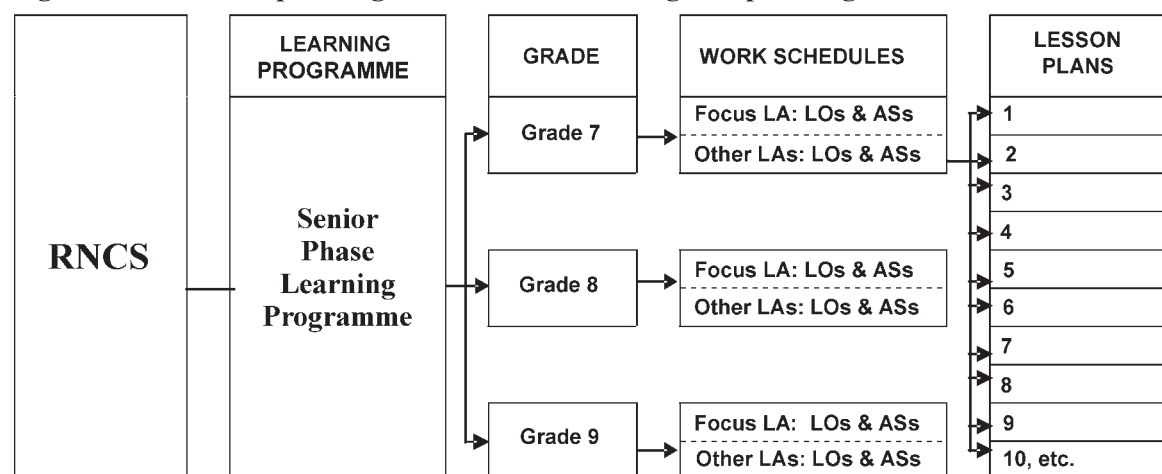 RNCS
LEARNING
PROGRAMME
Senior
Phase
Learning
Programme
GRADE
Grade 7
Grade 8
Grade 9
WORK SCHEDULES
Focus LA: LOs & ASs
Other LAs: LOs & ASs
Focus LA: LOs & ASs
Other LAs: LOs & ASs
Focus LA: LOs & ASs
Other LAs: LOs & ASs
LESSON
PLANS
1
2
3
4
5
6
7
8
9
10, etc.